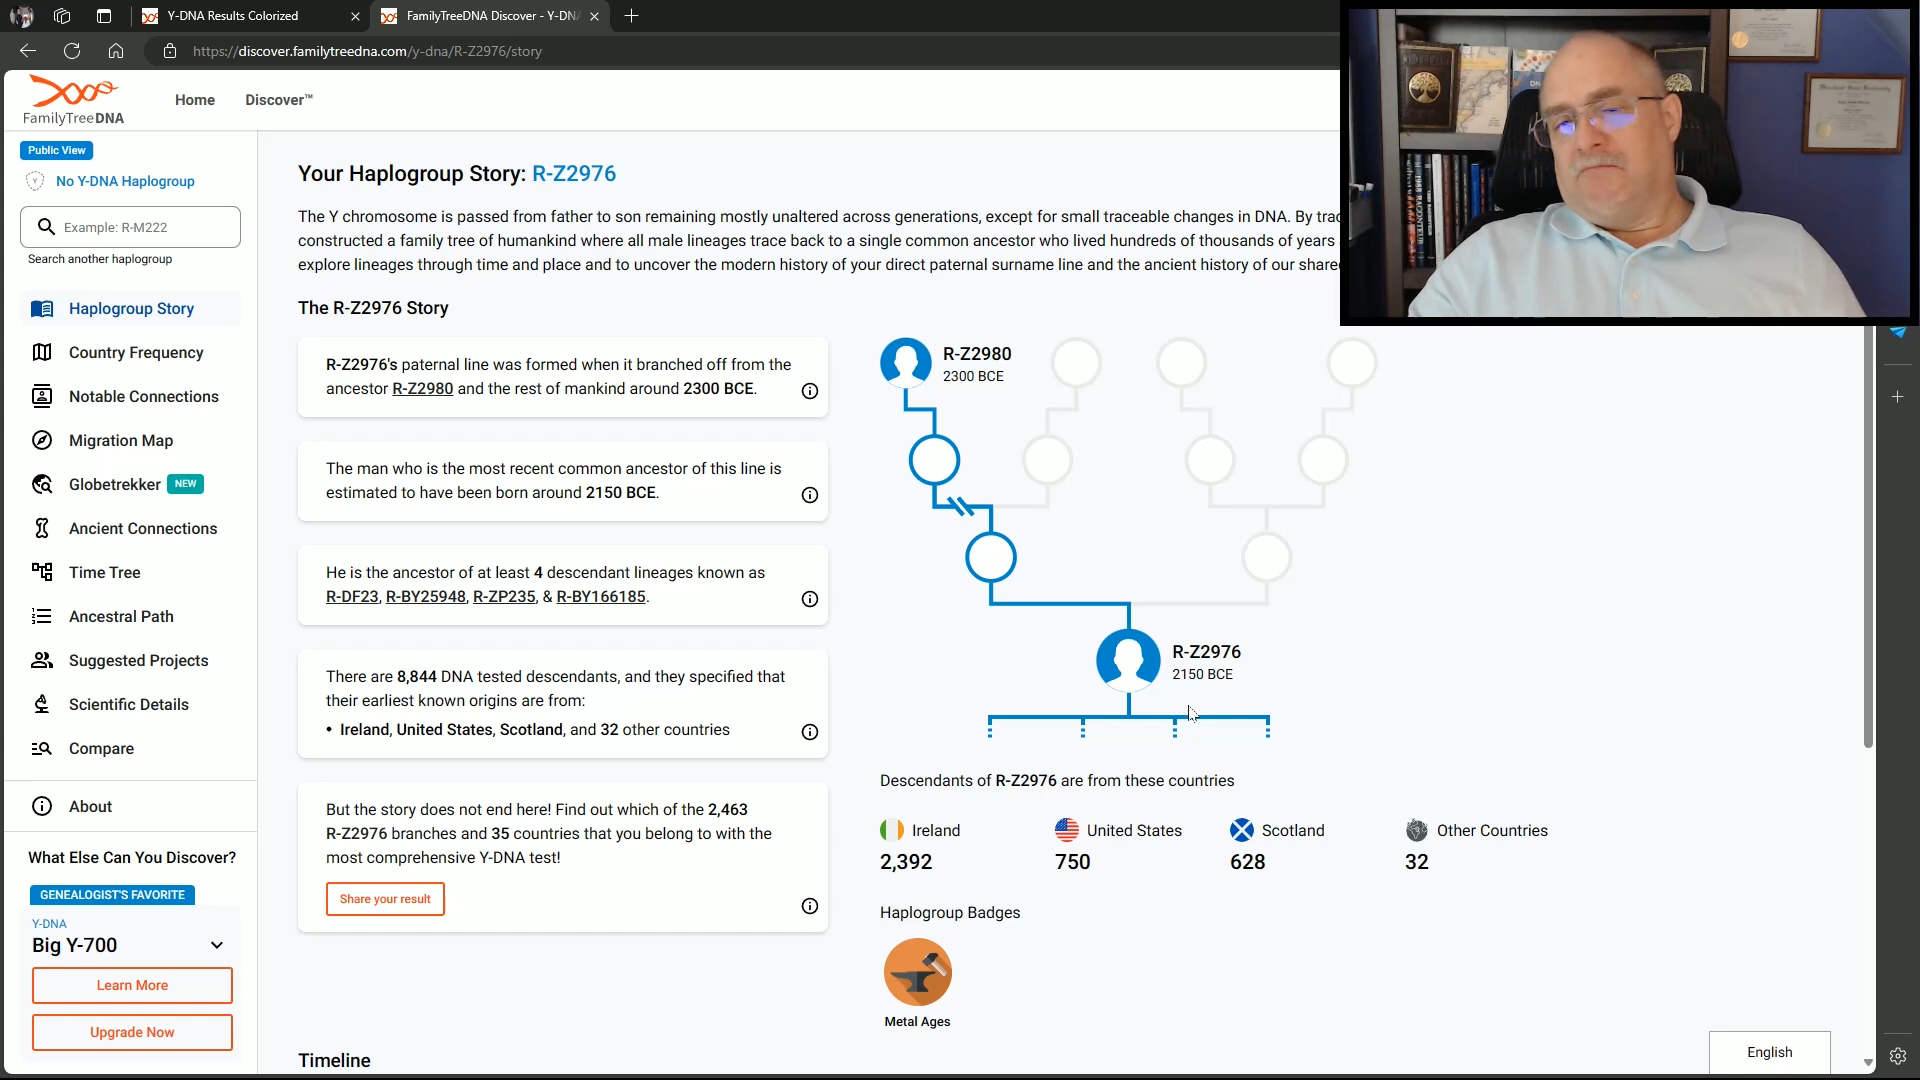 Y-DNA Results Colorized
FamilyTreeDNA Discover - Y-DN
https://discover.familytreedna.com/y-dna/R-Z2976/story
FamilyTreeDNA
Home
Discover™
Public View
No Y-DNA Haplogroup
Example: R-M222
Search another haplogroup
Haplogroup Story
Country Frequency
Notable Connections
Migration Map
Globetrekker NEW
Ancient Connections
Time Tree
Ancestral Path
Suggested Projects
Scientific Details
Compare
About
What Else Can You Discover?
GENEALOGIST'S FAVORITE
Y-DNA
Big Y-700
Learn More
Upgrade Now
Your Haplogroup Story: R-Z2976
The Y chromosome is passed from father to son remaining mostly unaltered across generations, except for small traceable changes in DNA. By trac
constructed a family tree of humankind where all male lineages trace back to a single common ancestor who lived hundreds of thousands of years
explore lineages through time and place and to uncover the modern history of your direct paternal surname line and the ancient history of our share
The R-Z2976 Story
R-Z2976's paternal line was formed when it branched off from the
ancestor R-Z2980 and the rest of mankind around 2300 BCE.
The man who is the most recent common ancestor of this line is
estimated to have been born around 2150 BCE.
He is the ancestor of at least 4 descendant lineages known as
R-DF23, R-BY25948, R-ZP235, & R-BY166185.
There are 8,844 DNA tested descendants, and they specified that
their earliest known origins are from:
• Ireland, United States, Scotland, and 32 other countries
But the story does not end here! Find out which of the 2,463
R-Z2976 branches and 35 countries that you belong to with the
most comprehensive Y-DNA test!
Share your result
R-Z2980
2300 BCE
R-Z2976
2150 BCE
Descendants of R-Z2976 are from these countries
Ireland
2,392
United States
750
Scotland
628
Other Countries
32
Haplogroup Badges
Metal Ages
Timeline
English